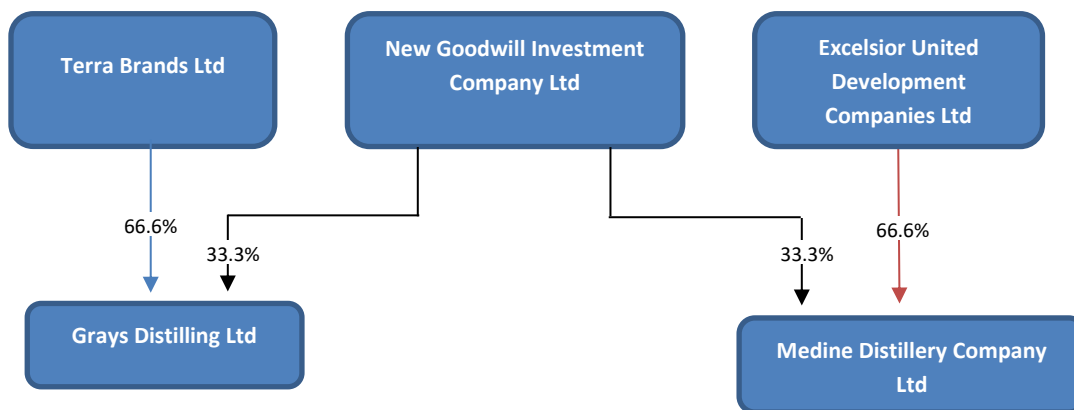 Terra Brands Ltd
New Goodwill Investment
Company Ltd
Excelsior United
Development
Companies Ltd
66.6%
33.3%
33.3%
66.6%
Grays Distilling Ltd
Medine Distillery Company
Ltd